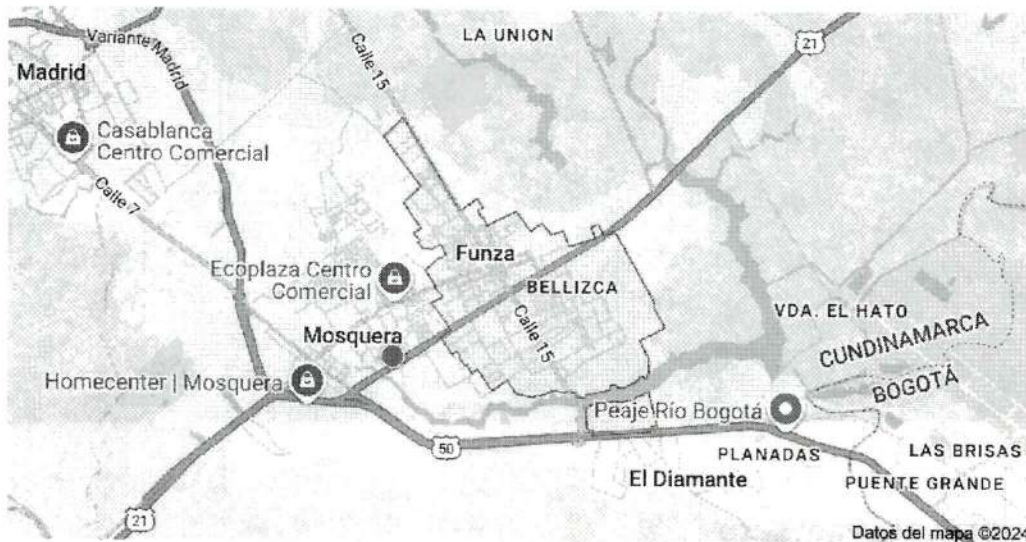 LA UNION
21
Variante Madrid
Calle 15
Madrid
Casablanca
Centro Comercial
Calle 7
Funza
Ecoplaza Centro
Comercial
BELLIZCA
VDA. EL HATO
Calle 15
CUNDINAMARCA
Mosquera
BOGOTÁ
Homecenter | Mosquera
Peaje Río Bogotá
50
PLANADAS
LAS BRISAS
El Diamante
PUENTE GRANDE
21
Datos del mapa ©2024